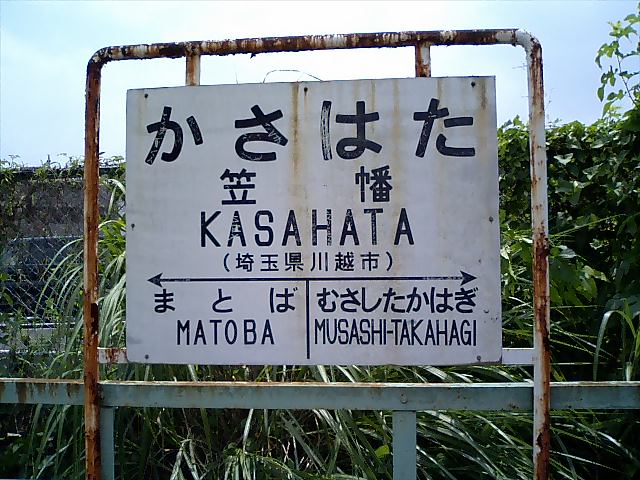 かさはた
笠幡
KASAHATA
(埼玉県川越市)
まとば むさしたかはぎ
MATOBA MUSASHI-TAKAHAGI